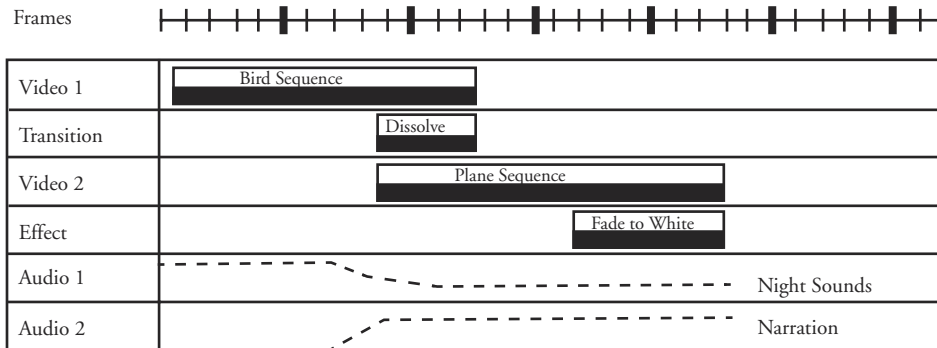 Frames
Video 1
Bird Sequence
Transition
Dissolve
Video 2
Plane Sequence
Effect
Fade to White
Audio 1
Night Sounds
Audio 2
Narration